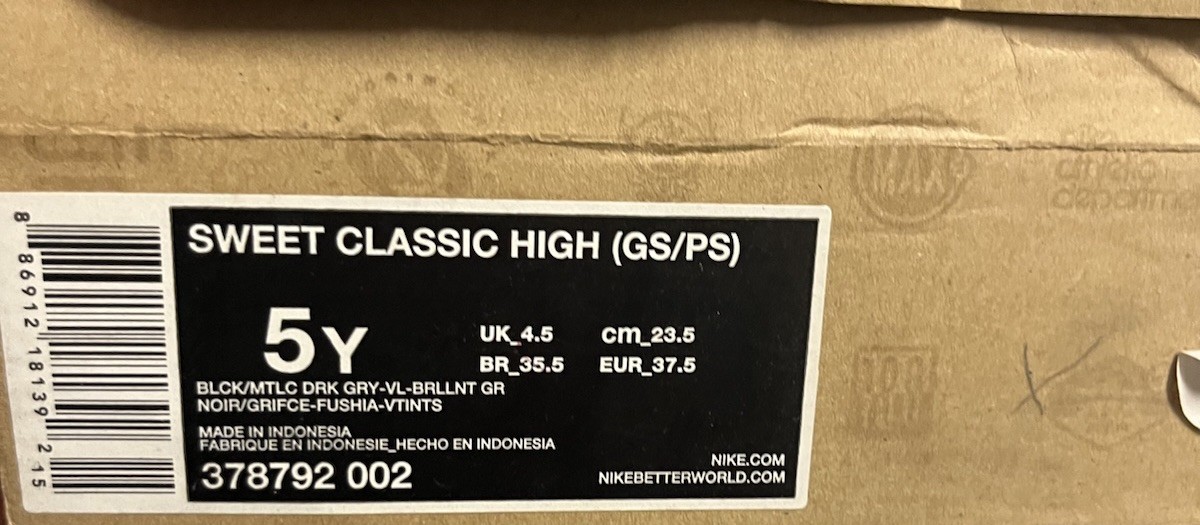 SWEET CLASSIC HIGH (GS/PS)
5Y
UK_4.5 cm_23.5
BR_35.5 EUR_37.5
BLCK/MTLC DRK GRY-VL-BRLLNT GR
NOIR/GRIFCE-FUSHIA-VTINTS
MADE IN INDONESIA
FABRIQUE EN INDONESIE_HECHO EN INDONESIA
378792 002
NIKE.COM
NIKEBETTERWORLD.COM
8 86912 18139 2 15